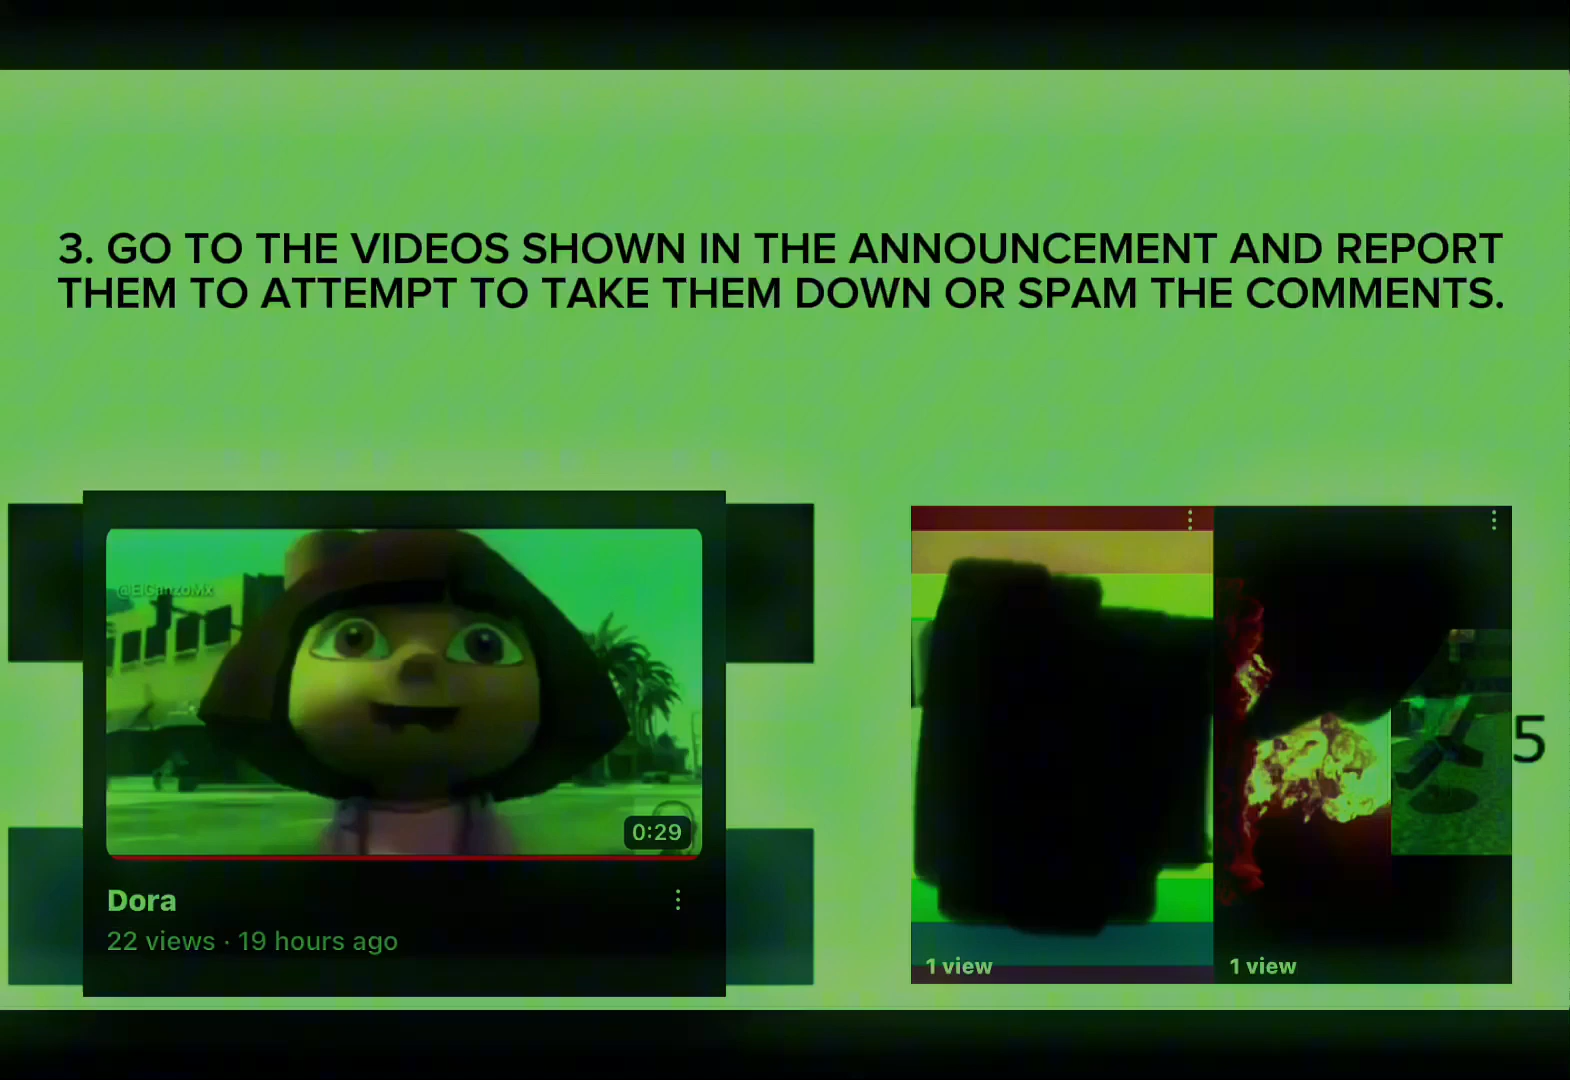 3. GO TO THE VIDEOS SHOWN IN THE ANNOUNCEMENT AND REPORT
THEM TO ATTEMPT TO TAKE THEM DOWN OR SPAM THE COMMENTS.
@ElGanzoMx
0:29
Dora
22 views · 19 hours ago
1 view
1 view
5